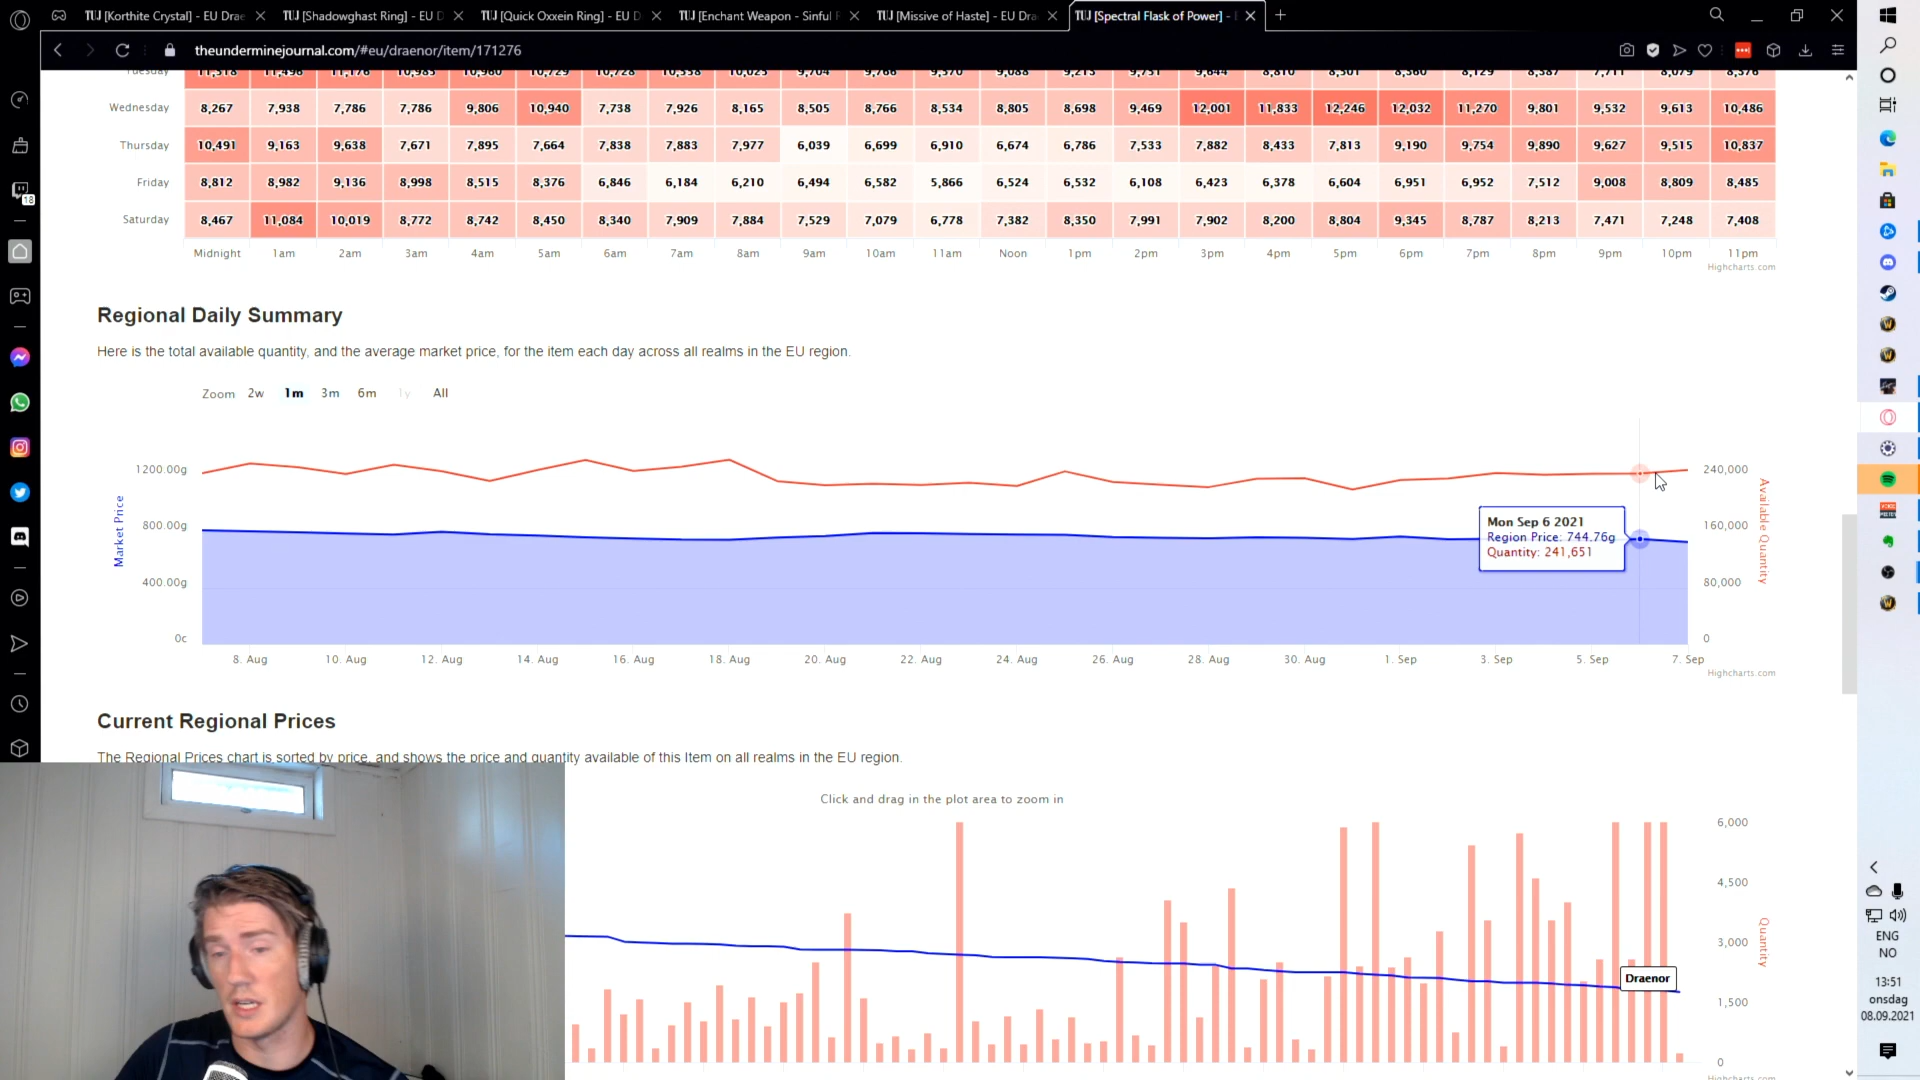 TUJ [Korthite Crystal] - EU Drae
TUJ [Shadowghast Ring] - EU D
TUJ [Quick Oxxein Ring] - EU D
TUJ [Enchant Weapon - Sinful R
TUJ [Missive of Haste] - EU Dra
TUJ [Spectral Flask of Power] -
theunderminejournal.com/#eu/draenor/item/171276
Tuesday
Wednesday 8,267 7,938 7,786 7,786 9,806 10,940 7,738 7,926 8,165 8,505 8,766 8,534 8,805 8,698 9,469 12,001 11,833 12,246 12,032 11,270 9,801 9,532 9,613 10,486
Thursday 10,491 9,163 9,638 7,671 7,895 7,664 7,838 7,883 7,977 6,039 6,699 6,910 6,674 6,786 7,533 7,882 8,433 7,813 9,190 9,754 9,890 9,627 9,515 10,837
Friday 8,812 8,982 9,136 8,998 8,515 8,376 6,846 6,184 6,210 6,494 6,582 5,866 6,524 6,532 6,108 6,423 6,378 6,604 6,951 6,952 7,512 9,008 8,809 8,485
Saturday 8,467 11,084 10,019 8,772 8,742 8,450 8,340 7,909 7,884 7,529 7,079 6,778 7,382 8,350 7,991 7,902 8,200 8,804 9,345 8,787 8,213 7,471 7,248 7,408
Midnight 1am 2am 3am 4am 5am 6am 7am 8am 9am 10am 11am Noon 1pm 2pm 3pm 4pm 5pm 6pm 7pm 8pm 9pm 10pm 11pm
Highcharts.com
Regional Daily Summary
Here is the total available quantity, and the average market price, for the item each day across all realms in the EU region.
Zoom 2w 1m 3m 6m 1y All
1200.00g 240,000
800.00g 160,000
400.00g 80,000
0c 0
Market Price
Available Quantity
Mon Sep 6 2021
Region Price: 744.76g
Quantity: 241,651
8. Aug 10. Aug 12. Aug 14. Aug 16. Aug 18. Aug 20. Aug 22. Aug 24. Aug 26. Aug 28. Aug 30. Aug 1. Sep 3. Sep 5. Sep 7. Sep
Highcharts.com
Current Regional Prices
The Regional Prices chart is sorted by price, and shows the price and quantity available of this Item on all realms in the EU region.
Click and drag in the plot area to zoom in
6,000
4,500
3,000
1,500
0
Quantity
Draenor
Highcharts.com
18
ENG
NO
13:51
onsdag
08.09.2021